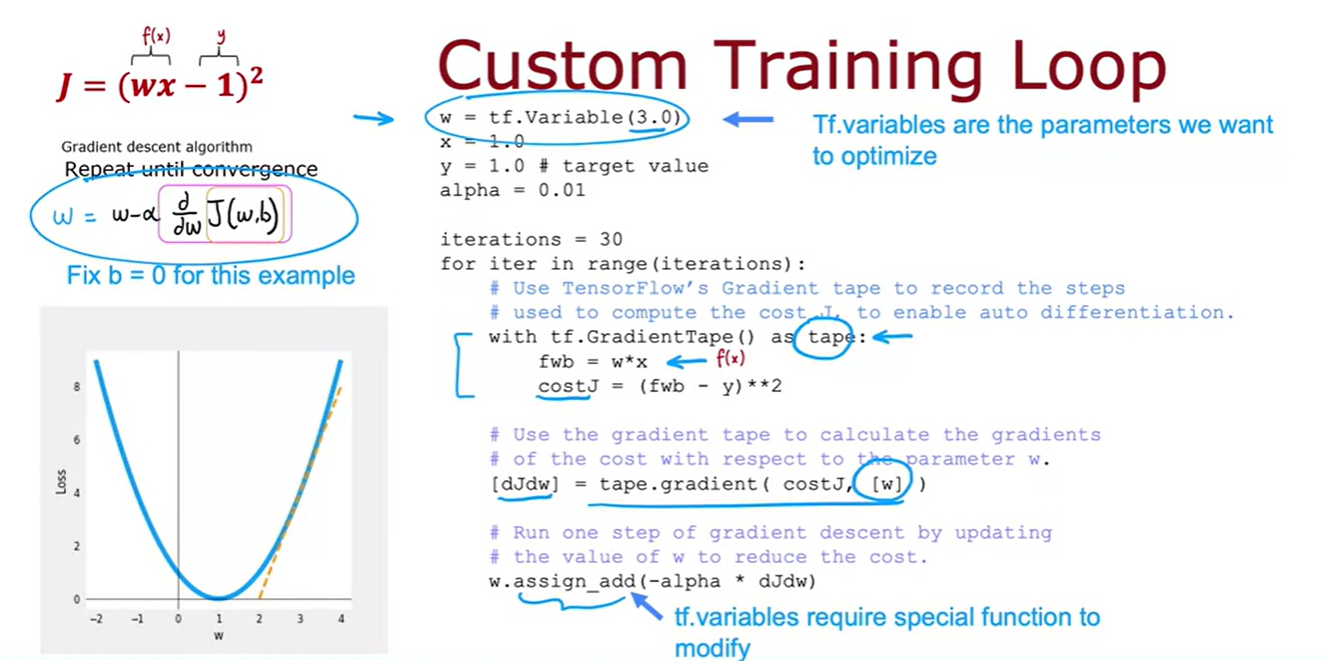 f(x) y
J = (wx − 1)²
Gradient descent algorithm
Repeat until convergence
w = w-α d/dw J(w,b)
Fix b = 0 for this example
Loss
8
6
4
2
0
-2 -1 0 1 2 3 4
w
Custom Training Loop
w = tf.Variable(3.0)
x = 1.0
y = 1.0 # target value
alpha = 0.01
Tf.variables are the parameters we want
to optimize
iterations = 30
for iter in range(iterations):
# Use TensorFlow's Gradient tape to record the steps
# used to compute the cost J, to enable auto differentiation.
with tf.GradientTape() as tape:
fwb = w*x f(x)
costJ = (fwb - y)**2
# Use the gradient tape to calculate the gradients
# of the cost with respect to the parameter w.
[dJdw] = tape.gradient( costJ, [w] )
# Run one step of gradient descent by updating
# the value of w to reduce the cost.
w.assign_add(-alpha * dJdw)
tf.variables require special function to
modify